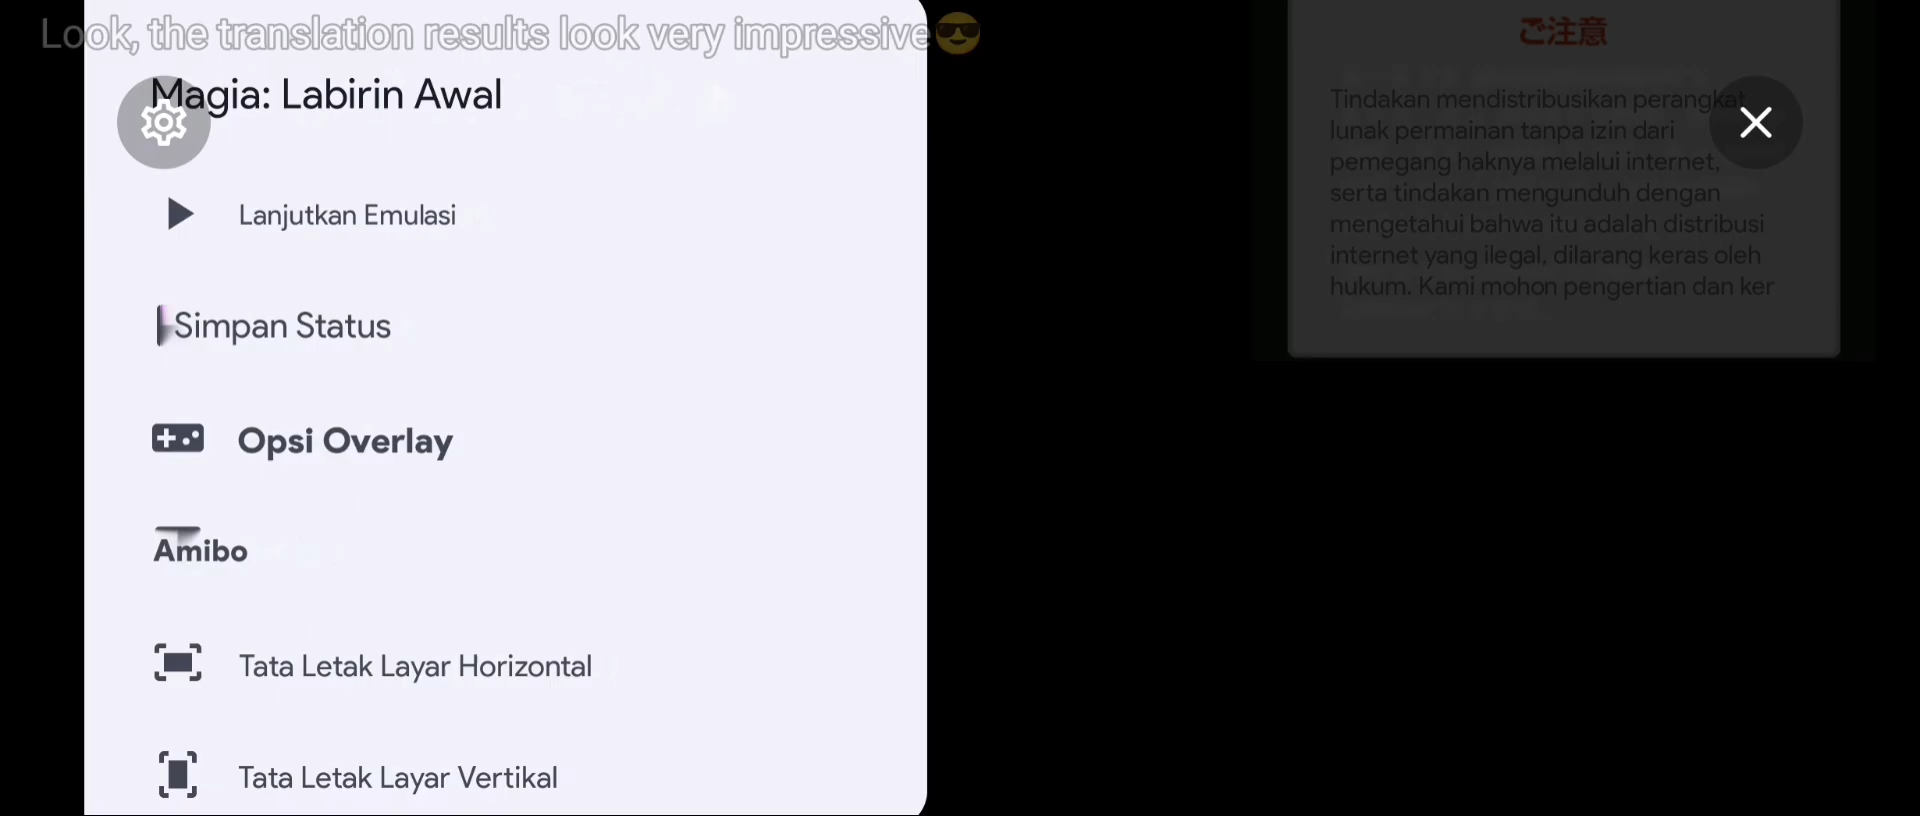 Look, the translation results look very impressive😎
Magia: Labirin Awal
Lanjutkan Emulasi
Simpan Status
Opsi Overlay
Amibo
Tata Letak Layar Horizontal
Tata Letak Layar Vertikal
ご注意
Tindakan mendistribusikan perangkat
lunak permainan tanpa izin dari
pemegang haknya melalui internet,
serta tindakan mengunduh dengan
mengetahui bahwa itu adalah distribusi
internet yang ilegal, dilarang keras oleh
hukum. Kami mohon pengertian dan ker